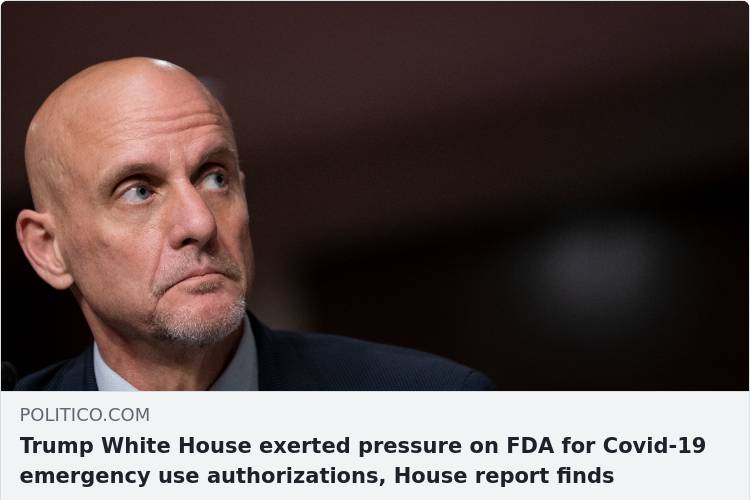 POLITICO.COM
Trump White House exerted pressure on FDA for Covid-19
emergency use authorizations, House report finds